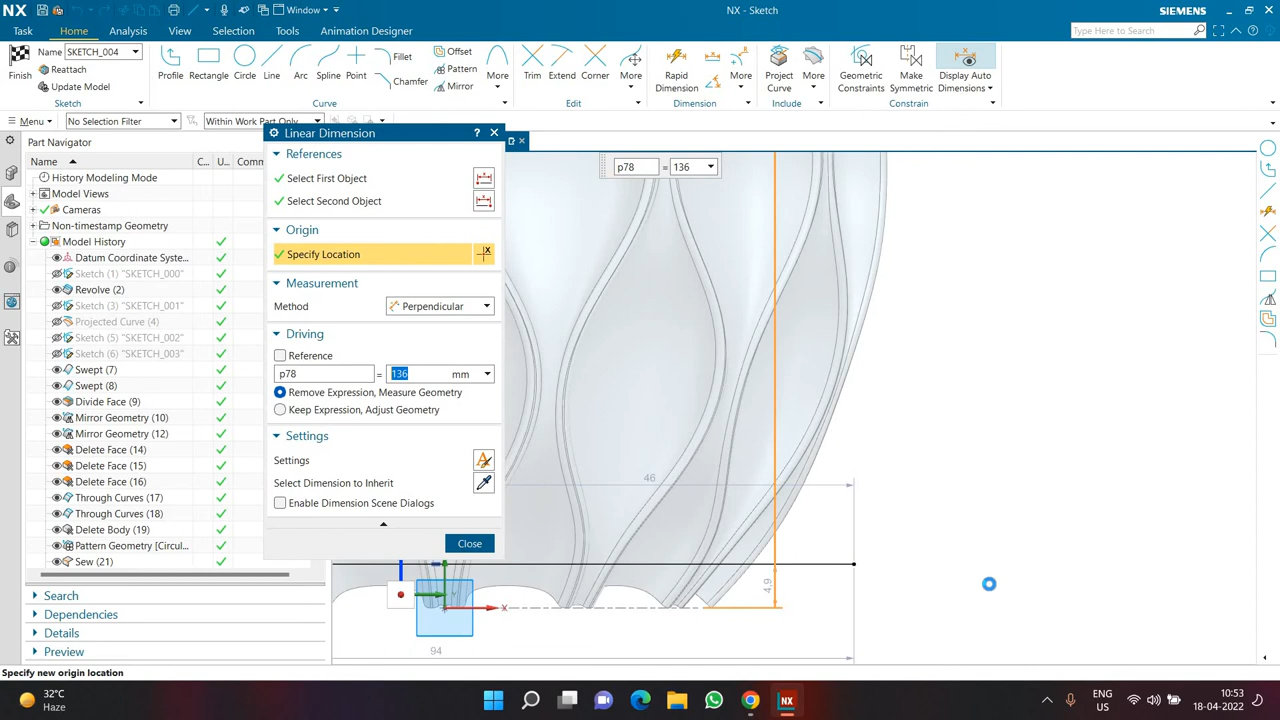 NX Window NX - Sketch SIEMENS
Task Home Analysis View Selection Tools Animation Designer Type here to Search
Finish Name SKETCH_004 Reattach Update Model Sketch
Profile Rectangle Circle Line Arc Spline Point Fillet Chamfer Offset Pattern Mirror More Curve
Trim Extend Corner More Edit
Rapid Dimension More Dimension
Project Curve More Include
Geometric Constraints Make Symmetric Display Auto Dimensions Constrain
Menu No Selection Filter Within Work Part Only
Part Navigator
Name C... U... Comm
History Modeling Mode
Model Views
Cameras
Non-timestamp Geometry
Model History
Datum Coordinate Syste...
Sketch (1) "SKETCH_000"
Revolve (2)
Sketch (3) "SKETCH_001"
Projected Curve (4)
Sketch (5) "SKETCH_002"
Sketch (6) "SKETCH_003"
Swept (7)
Swept (8)
Divide Face (9)
Mirror Geometry (10)
Mirror Geometry (12)
Delete Face (14)
Delete Face (15)
Delete Face (16)
Through Curves (17)
Through Curves (18)
Delete Body (19)
Pattern Geometry [Circul...
Sew (21)
Search
Dependencies
Details
Preview
Linear Dimension
References
Select First Object
Select Second Object
Origin
Specify Location
Measurement
Method Perpendicular
Driving
Reference
p78 = 136 mm
Remove Expression, Measure Geometry
Keep Expression, Adjust Geometry
Settings
Settings
Select Dimension to Inherit
Enable Dimension Scene Dialogs
Close
p78 = 136
46
4.9
X
94
Specify new origin location
32°C
Haze
ENG
US
10:53
18-04-2022